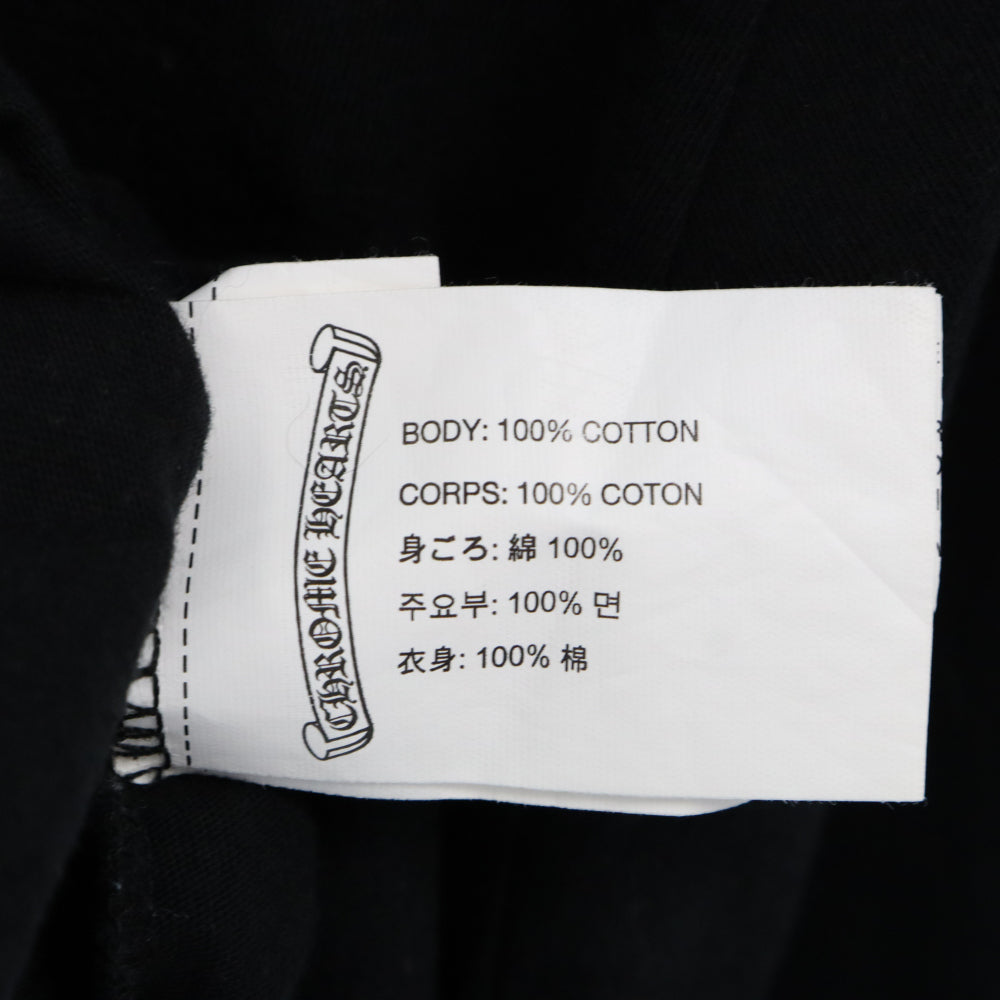 CHROME HEARTS
BODY: 100% COTTON
CORPS: 100% COTON
身ごろ: 綿 100%
주요부: 100% 면
衣身: 100% 棉